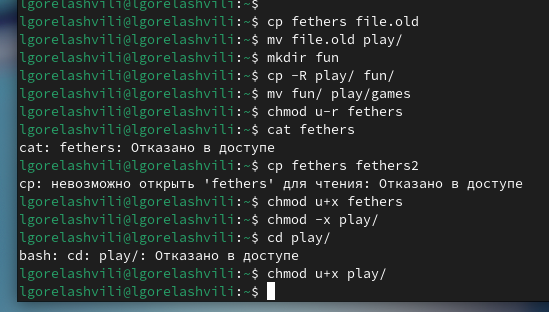 lgorelashvili@lgorelashvili:~$
lgorelashvili@lgorelashvili:~$ cp fethers file.old
lgorelashvili@lgorelashvili:~$ mv file.old play/
lgorelashvili@lgorelashvili:~$ mkdir fun
lgorelashvili@lgorelashvili:~$ cp -R play/ fun/
lgorelashvili@lgorelashvili:~$ mv fun/ play/games
lgorelashvili@lgorelashvili:~$ chmod u-r fethers
lgorelashvili@lgorelashvili:~$ cat fethers
cat: fethers: Отказано в доступе
lgorelashvili@lgorelashvili:~$ cp fethers fethers2
cp: невозможно открыть 'fethers' для чтения: Отказано в доступе
lgorelashvili@lgorelashvili:~$ chmod u+x fethers
lgorelashvili@lgorelashvili:~$ chmod -x play/
lgorelashvili@lgorelashvili:~$ cd play/
bash: cd: play/: Отказано в доступе
lgorelashvili@lgorelashvili:~$ chmod u+x play/
lgorelashvili@lgorelashvili:~$